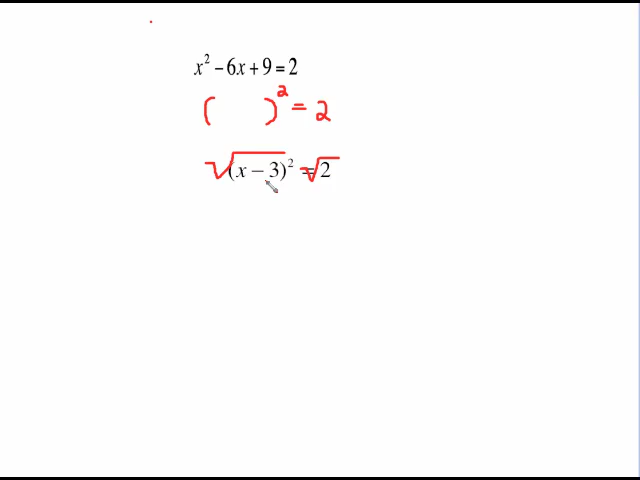 x² − 6x + 9 = 2
(     )² = 2
√(x − 3)² = √2